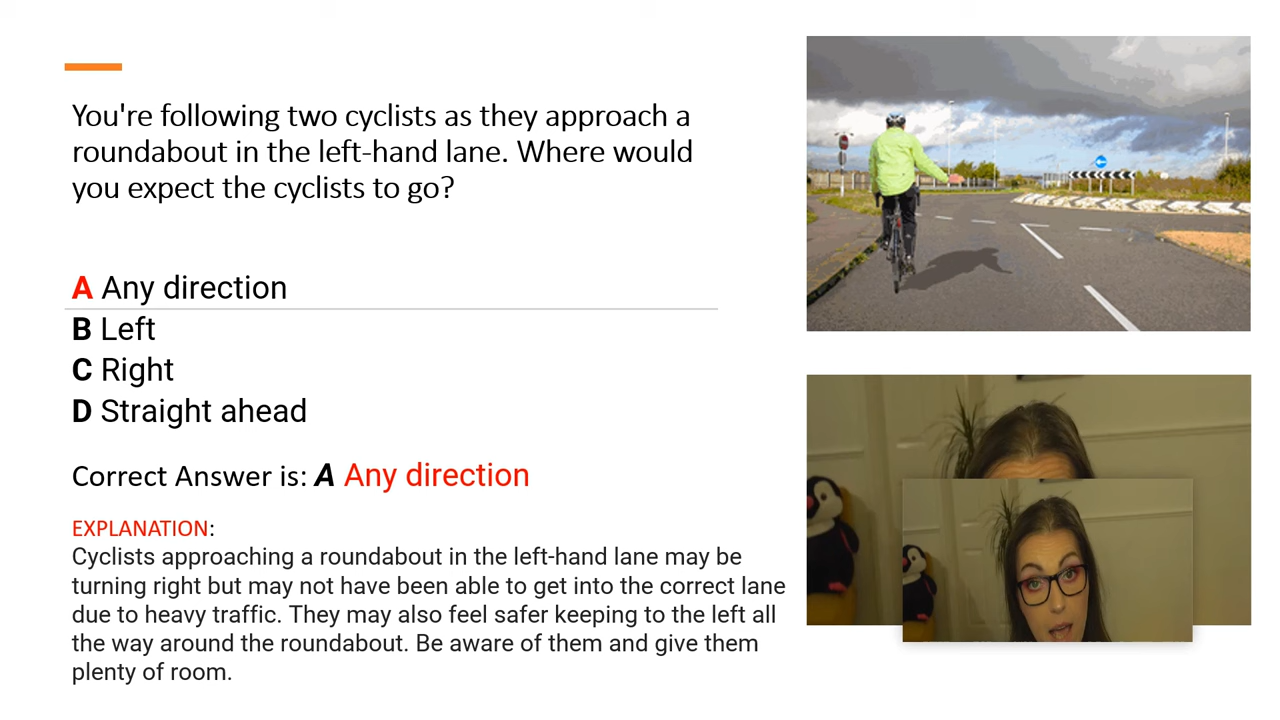 You're following two cyclists as they approach a
roundabout in the left-hand lane. Where would
you expect the cyclists to go?
A Any direction
B Left
C Right
D Straight ahead
Correct Answer is: A Any direction
EXPLANATION:
Cyclists approaching a roundabout in the left-hand lane may be
turning right but may not have been able to get into the correct lane
due to heavy traffic. They may also feel safer keeping to the left all
the way around the roundabout. Be aware of them and give them
plenty of room.